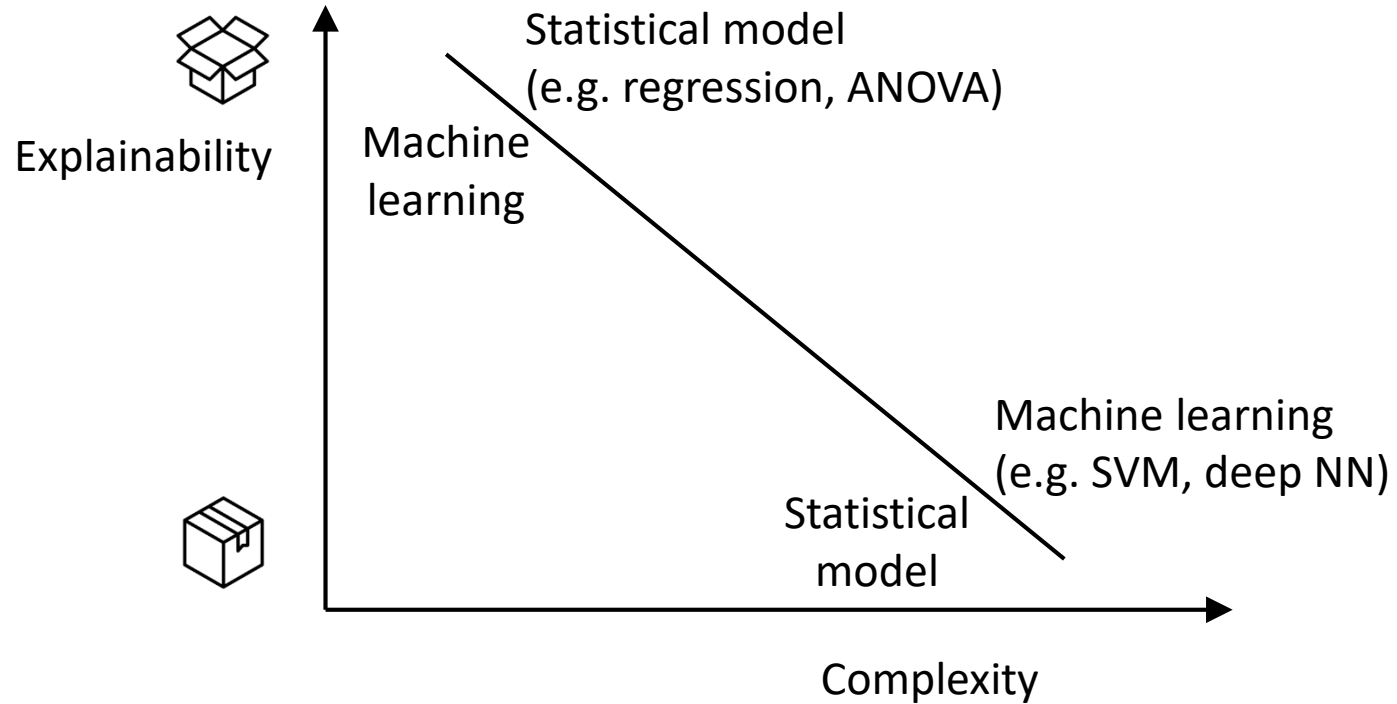 Statistical model
(e.g. regression, ANOVA)
Explainability
Machine
learning
Machine learning
(e.g. SVM, deep NN)
Statistical
model
Complexity